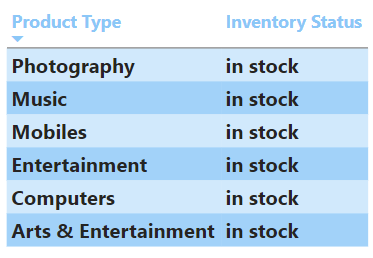 Product Type Inventory Status
Photography in stock
Music in stock
Mobiles in stock
Entertainment in stock
Computers in stock
Arts & Entertainment in stock